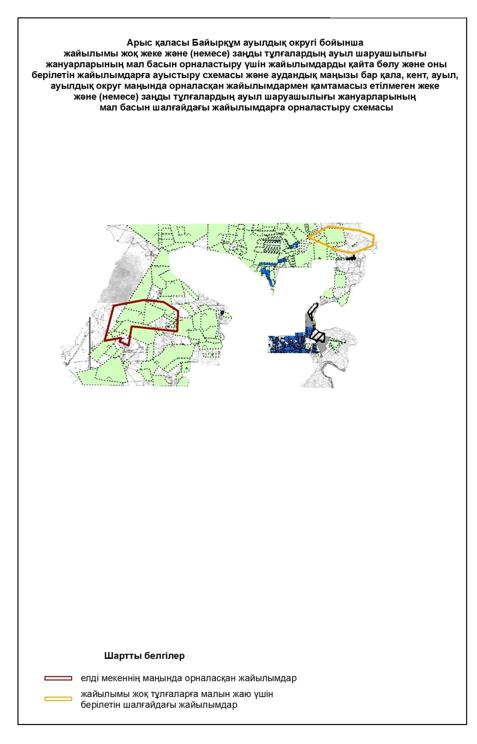 Арыс қаласы Байырқұм ауылдық округі бойынша
жайылымы жоқ жеке және (немесе) заңды тұлғалардың ауыл шаруашылығы
жануарларының мал басын орналастыру үшін жайылымдарды қайта бөлу және оны
берілетін жайылымдарға ауыстыру схемасы және аудандық маңызы бар қала, кент, ауыл,
ауылдық округ маңында орналасқан жайылымдармен қамтамасыз етілмеген жеке
және (немесе) заңды тұлғалардың ауыл шаруашылығы жануарларының
мал басын шалғайдағы жайылымдарға орналастыру схемасы
Шартты белгілер
елді мекеннің маңында орналасқан жайылымдар
жайылымы жоқ тұлғаларға малын жаю үшін
берілетін шалғайдағы жайылымдар